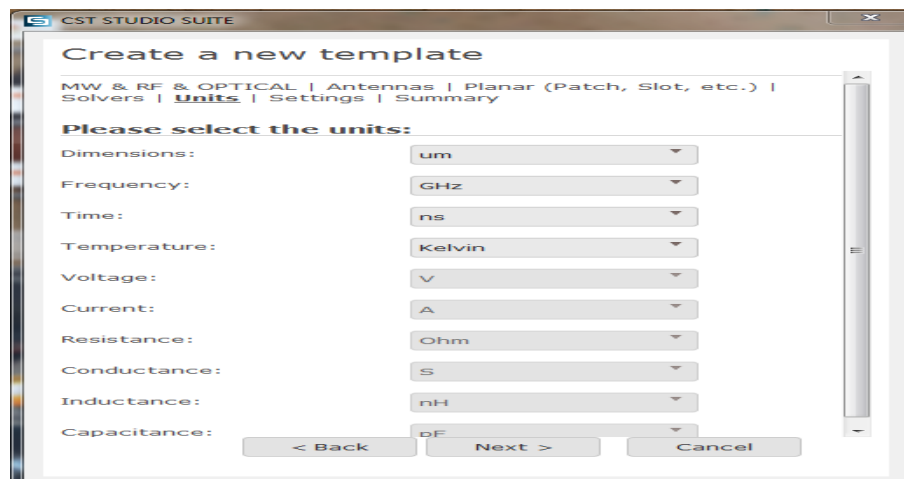 CST STUDIO SUITE
Create a new template
MW & RF & OPTICAL | Antennas | Planar (Patch, Slot, etc.) |
Solvers | Units | Settings | Summary
Please select the units:
Dimensions: um
Frequency: GHz
Time: ns
Temperature: Kelvin
Voltage: V
Current: A
Resistance: Ohm
Conductance: S
Inductance: nH
Capacitance: pF
< Back Next > Cancel